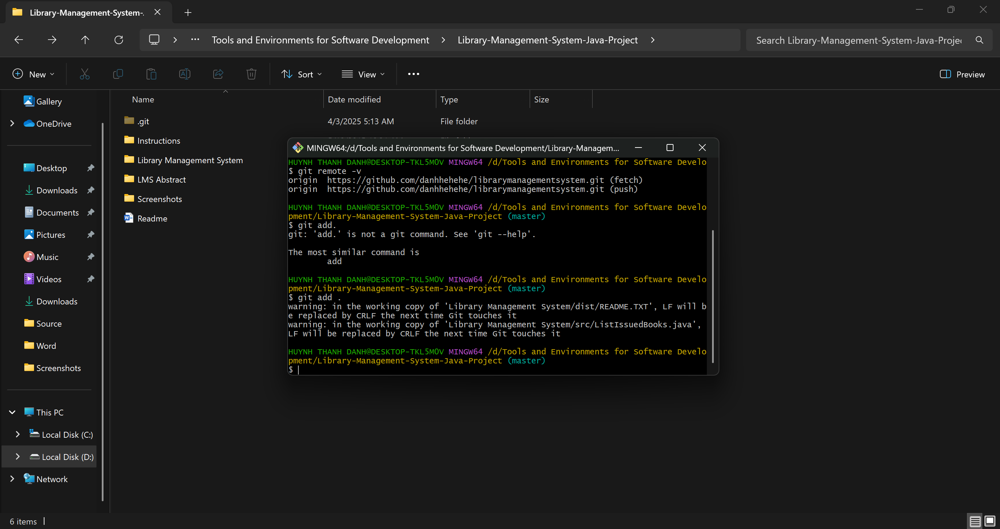 Library-Management-System-.
Tools and Environments for Software Development
Library-Management-System-Java-Project
Search Library-Management-System-Java-Projec
New
Sort
View
Preview
Name
Date modified
Type
Size
Gallery
OneDrive
Desktop
Downloads
Documents
Pictures
Music
Videos
Downloads
Source
Word
Screenshots
This PC
Local Disk (C:)
Local Disk (D:)
Network
.git 4/3/2025 5:13 AM File folder
Instructions
Library Management System
LMS Abstract
Screenshots
Readme
MINGW64:/d/Tools and Environments for Software Development/Library-Managem...
HUYNH THANH DANH@DESKTOP-TKL5MOV MINGW64 /d/Tools and Environments for Software Develo
$ git remote -v
origin  https://github.com/danhhehehe/librarymanagementsystem.git (fetch)
origin  https://github.com/danhhehehe/librarymanagementsystem.git (push)
HUYNH THANH DANH@DESKTOP-TKL5MOV MINGW64 /d/Tools and Environments for Software Develo
pment/Library-Management-System-Java-Project (master)
$ git add.
git: 'add.' is not a git command. See 'git --help'.
The most similar command is
add
HUYNH THANH DANH@DESKTOP-TKL5MOV MINGW64 /d/Tools and Environments for Software Develo
pment/Library-Management-System-Java-Project (master)
$ git add .
warning: in the working copy of 'Library Management System/dist/README.TXT', LF will b
e replaced by CRLF the next time Git touches it
warning: in the working copy of 'Library Management System/src/ListIssuedBooks.java',
LF will be replaced by CRLF the next time Git touches it
HUYNH THANH DANH@DESKTOP-TKL5MOV MINGW64 /d/Tools and Environments for Software Develo
pment/Library-Management-System-Java-Project (master)
$
6 items